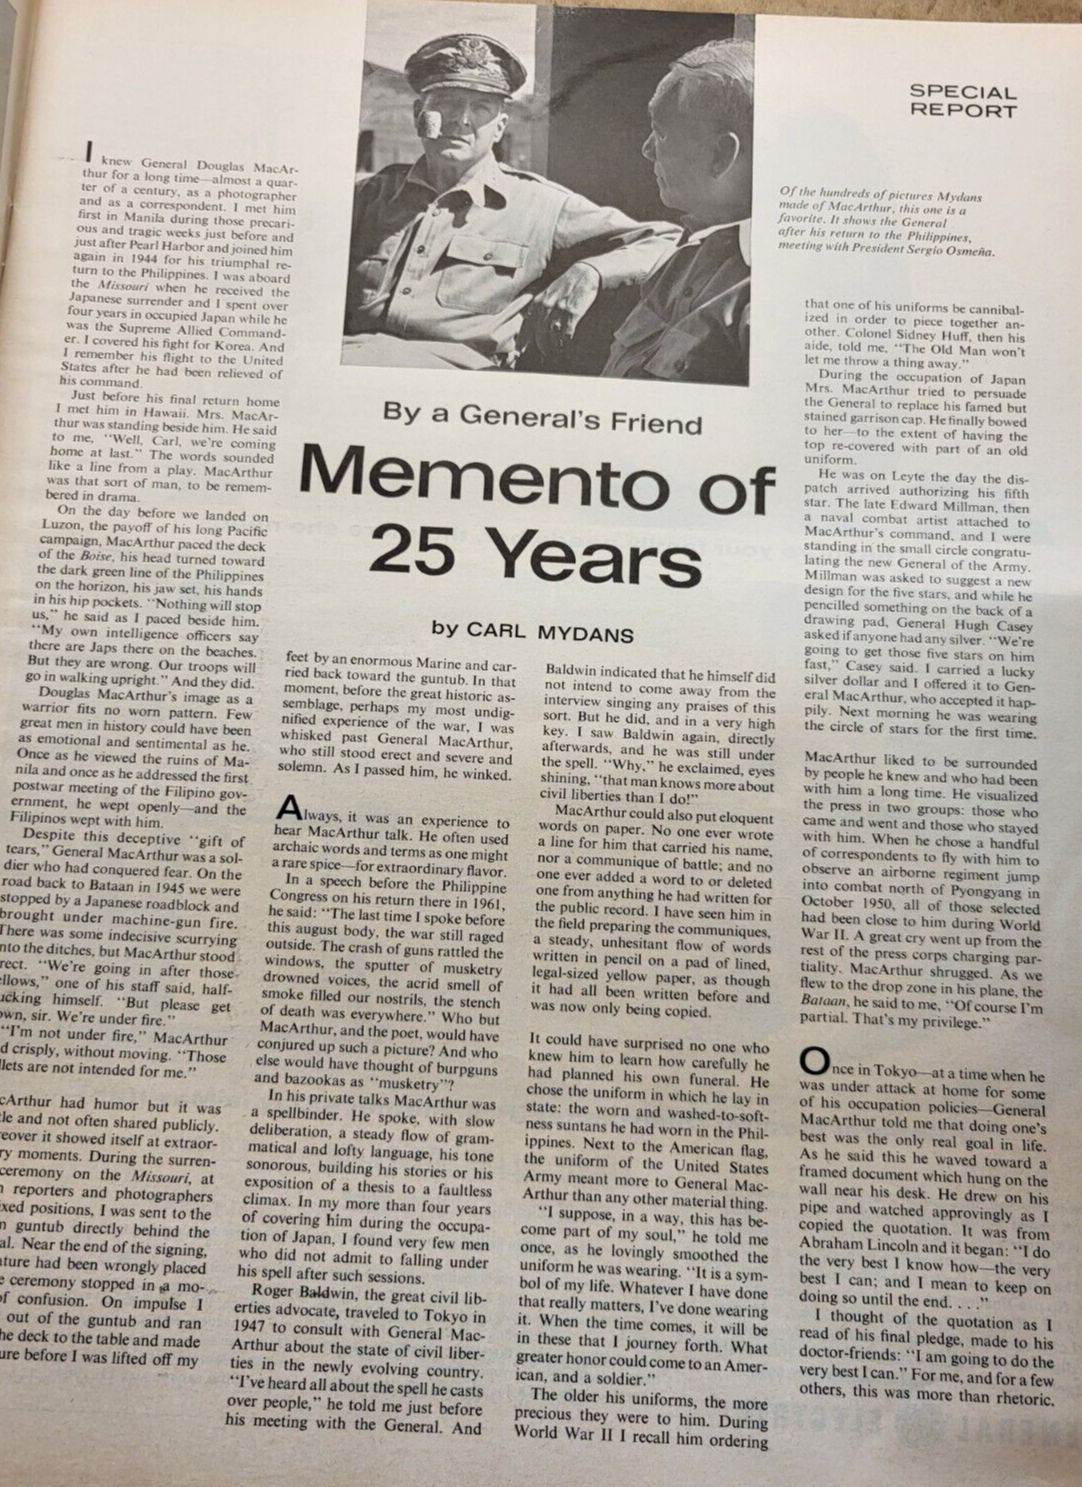 SPECIAL
REPORT
Of the hundreds of pictures Mydans
made of MacArthur, this one is a
favorite. It shows the General
after his return to the Philippines,
meeting with President Sergio Osmeña.
By a General's Friend
Memento of
25 Years
by CARL MYDANS
I knew General Douglas MacAr-
thur for a long time—almost a quar-
ter of a century, as a photographer
and as a correspondent. I met him
first in Manila during those precari-
ous and tragic weeks just before and
just after Pearl Harbor and joined him
again in 1944 for his triumphal re-
turn to the Philippines. I was aboard
the Missouri when he received the
Japanese surrender and I spent over
four years in occupied Japan while he
was the Supreme Allied Command-
er. I covered his fight for Korea. And
I remember his flight to the United
States after he had been relieved of
his command.
Just before his final return home
I met him in Hawaii. Mrs. MacAr-
thur was standing beside him. He said
to me, "Well, Carl, we're coming
home at last." The words sounded
like a line from a play. MacArthur
was that sort of man, to be remem-
bered in drama.
On the day before we landed on
Luzon, the payoff of his long Pacific
campaign, MacArthur paced the deck
of the Boise, his head turned toward
the dark green line of the Philippines
on the horizon, his jaw set, his hands
in his hip pockets. "Nothing will stop
us," he said as I paced beside him.
"My own intelligence officers say
there are Japs there on the beaches.
But they are wrong. Our troops will
go in walking upright." And they did.
Douglas MacArthur's image as a
warrior fits no worn pattern. Few
great men in history could have been
as emotional and sentimental as he.
Once as he viewed the ruins of Ma-
nila and once as he addressed the first
postwar meeting of the Filipino gov-
ernment, he wept openly—and the
Filipinos wept with him.
Despite this deceptive "gift of
tears," General MacArthur was a sol-
dier who had conquered fear. On the
road back to Bataan in 1945 we were
stopped by a Japanese roadblock and
brought under machine-gun fire.
There was some indecisive scurrying
nto the ditches, but MacArthur stood
rect. "We're going in after those
ellows," one of his staff said, half-
ucking himself. "But please get
own, sir. We're under fire."
"I'm not under fire," MacArthur
d crisply, without moving. "Those
llets are not intended for me."
cArthur had humor but it was
tle and not often shared publicly.
eover it showed itself at extraor-
ry moments. During the surren-
ceremony on the Missouri, at
h reporters and photographers
xed positions, I was sent to the
n guntub directly behind the
al. Near the end of the signing,
ature had been wrongly placed
e ceremony stopped in a mo-
of confusion. On impulse I
out of the guntub and ran
he deck to the table and made
ure before I was lifted off my
feet by an enormous Marine and car-
ried back toward the guntub. In that
moment, before the great historic as-
semblage, perhaps my most undig-
nified experience of the war, I was
whisked past General MacArthur,
who still stood erect and severe and
solemn. As I passed him, he winked.
Always, it was an experience to
hear MacArthur talk. He often used
archaic words and terms as one might
a rare spice—for extraordinary flavor.
In a speech before the Philippine
Congress on his return there in 1961,
he said: "The last time I spoke before
this august body, the war still raged
outside. The crash of guns rattled the
windows, the sputter of musketry
drowned voices, the acrid smell of
smoke filled our nostrils, the stench
of death was everywhere." Who but
MacArthur, and the poet, would have
conjured up such a picture? And who
else would have thought of burpguns
and bazookas as "musketry"?
In his private talks MacArthur was
a spellbinder. He spoke, with slow
deliberation, a steady flow of gram-
matical and lofty language, his tone
sonorous, building his stories or his
exposition of a thesis to a faultless
climax. In my more than four years
of covering him during the occupa-
tion of Japan, I found very few men
who did not admit to falling under
his spell after such sessions.
Roger Baldwin, the great civil lib-
erties advocate, traveled to Tokyo in
1947 to consult with General Mac-
Arthur about the state of civil liber-
ties in the newly evolving country.
"I've heard all about the spell he casts
over people," he told me just before
his meeting with the General. And
Baldwin indicated that he himself did
not intend to come away from the
interview singing any praises of this
sort. But he did, and in a very high
key. I saw Baldwin again, directly
afterwards, and he was still under
the spell. "Why," he exclaimed, eyes
shining, "that man knows more about
civil liberties than I do!"
MacArthur could also put eloquent
words on paper. No one ever wrote
a line for him that carried his name,
nor a communique of battle; and no
one ever added a word to or deleted
one from anything he had written for
the public record. I have seen him in
the field preparing the communiques,
a steady, unhesitant flow of words
written in pencil on a pad of lined,
legal-sized yellow paper, as though
it had all been written before and
was now only being copied.
It could have surprised no one who
knew him to learn how carefully he
had planned his own funeral. He
chose the uniform in which he lay in
state: the worn and washed-to-soft-
ness suntans he had worn in the Phil-
ippines. Next to the American flag,
the uniform of the United States
Army meant more to General Mac-
Arthur than any other material thing.
"I suppose, in a way, this has be-
come part of my soul," he told me
once, as he lovingly smoothed the
uniform he was wearing. "It is a sym-
bol of my life. Whatever I have done
that really matters, I've done wearing
it. When the time comes, it will be
in these that I journey forth. What
greater honor could come to an Amer-
ican, and a soldier."
The older his uniforms, the more
precious they were to him. During
World War II I recall him ordering
that one of his uniforms be cannibal-
ized in order to piece together an-
other. Colonel Sidney Huff, then his
aide, told me, "The Old Man won't
let me throw a thing away."
During the occupation of Japan
Mrs. MacArthur tried to persuade
the General to replace his famed but
stained garrison cap. He finally bowed
to her—to the extent of having the
top re-covered with part of an old
uniform.
He was on Leyte the day the dis-
patch arrived authorizing his fifth
star. The late Edward Millman, then
a naval combat artist attached to
MacArthur's command, and I were
standing in the small circle congratu-
lating the new General of the Army.
Millman was asked to suggest a new
design for the five stars, and while he
pencilled something on the back of a
drawing pad, General Hugh Casey
asked if anyone had any silver. "We're
going to get those five stars on him
fast," Casey said. I carried a lucky
silver dollar and I offered it to Gen-
eral MacArthur, who accepted it hap-
pily. Next morning he was wearing
the circle of stars for the first time.
MacArthur liked to be surrounded
by people he knew and who had been
with him a long time. He visualized
the press in two groups: those who
came and went and those who stayed
with him. When he chose a handful
of correspondents to fly with him to
observe an airborne regiment jump
into combat north of Pyongyang in
October 1950, all of those selected
had been close to him during World
War II. A great cry went up from the
rest of the press corps charging par-
tiality. MacArthur shrugged. As we
flew to the drop zone in his plane, the
Bataan, he said to me, "Of course I'm
partial. That's my privilege."
Once in Tokyo—at a time when he
was under attack at home for some
of his occupation policies—General
MacArthur told me that doing one's
best was the only real goal in life.
As he said this he waved toward a
framed document which hung on the
wall near his desk. He drew on his
pipe and watched approvingly as I
copied the quotation. It was from
Abraham Lincoln and it began: "I do
the very best I know how—the very
best I can; and I mean to keep on
doing so until the end. . . ."
I thought of the quotation as I
read of his final pledge, made to his
doctor-friends: "I am going to do the
very best I can." For me, and for a few
others, this was more than rhetoric.